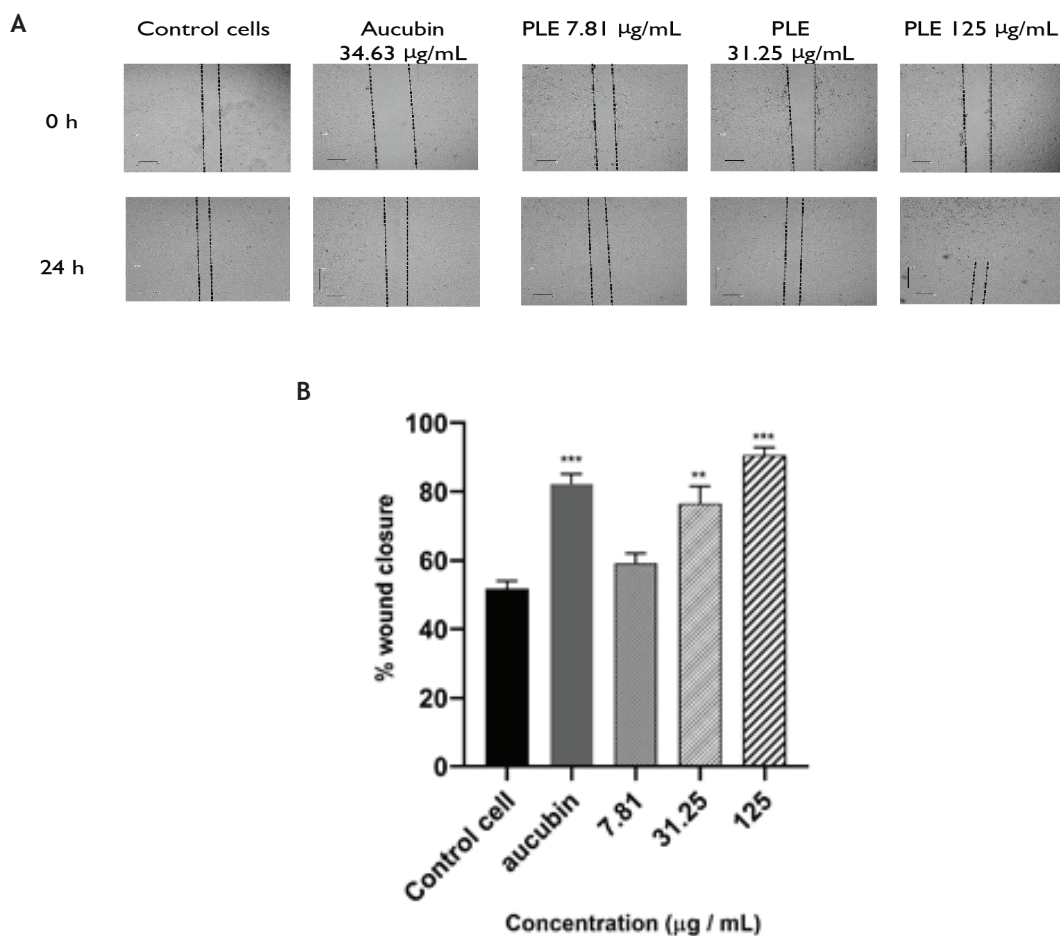 A
Control cells
Aucubin
34.63 μg/mL
PLE 7.81 μg/mL
PLE
31.25 μg/mL
PLE 125 μg/mL
0 h
24 h
B
% wound closure
100
80
60
40
20
0
***
**
***
Control cell
aucubin
7.81
31.25
125
Concentration (μg / mL)